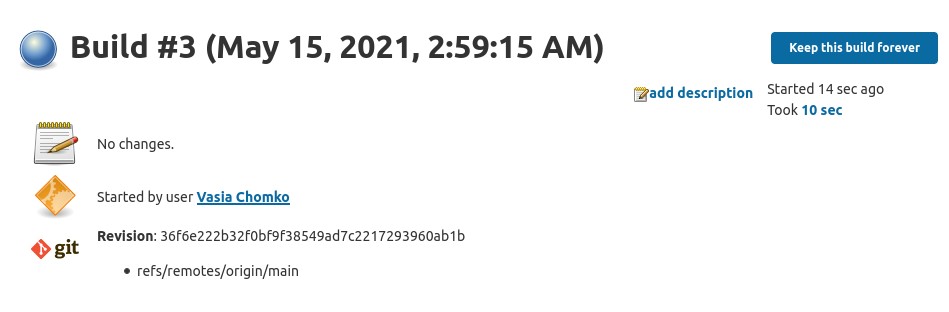 Build #3 (May 15, 2021, 2:59:15 AM)
Keep this build forever
add description
Started 14 sec ago
Took 10 sec
No changes.
Started by user Vasia Chomko
git
Revision: 36f6e222b32f0bf9f38549ad7c2217293960ab1b
• refs/remotes/origin/main